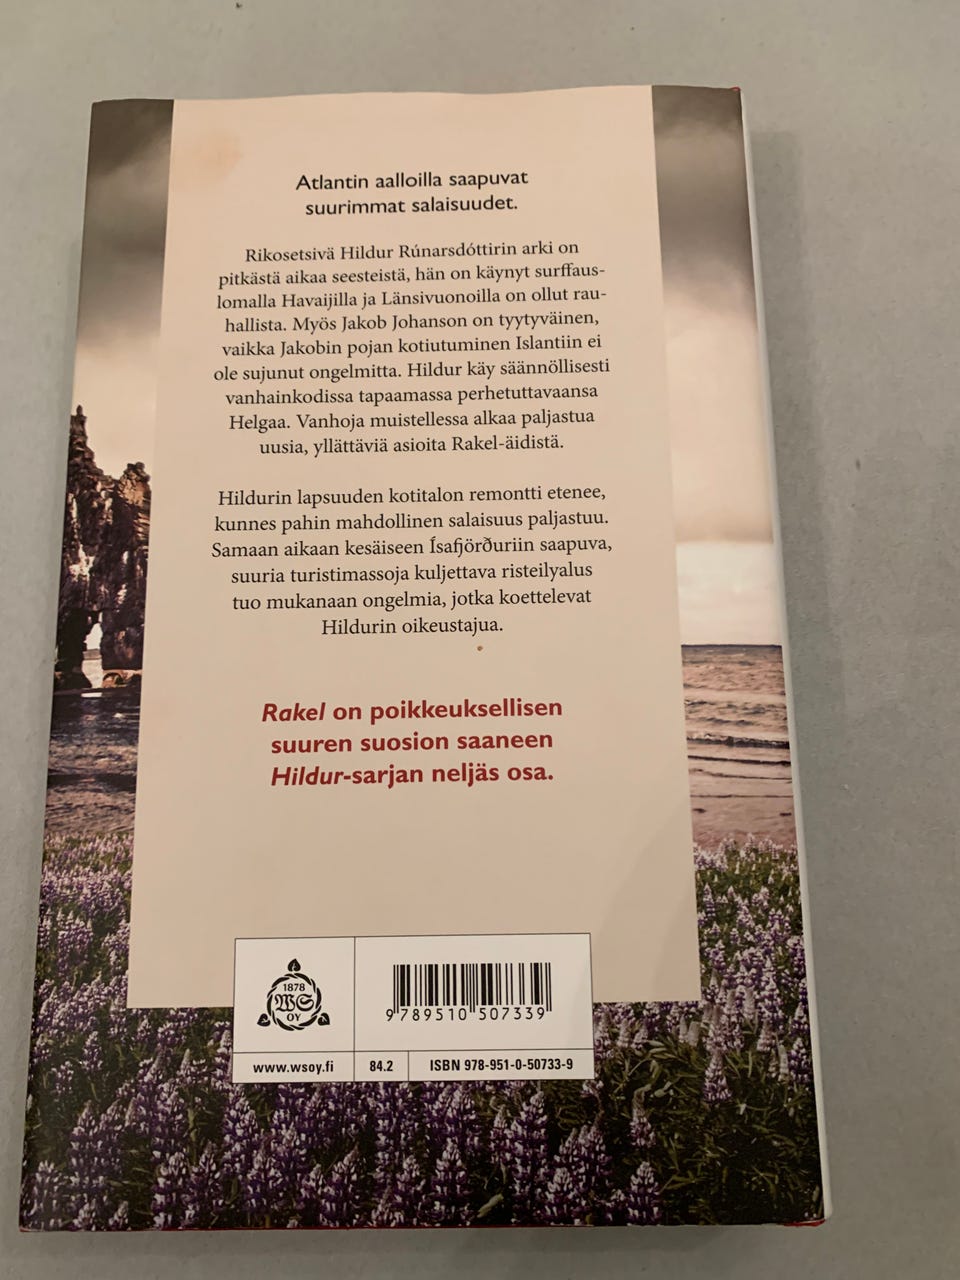 Atlantin aalloilla saapuvat
suurimmat salaisuudet.
Rikosetsivä Hildur Rúnarsdóttirin arki on
pitkästä aikaa seesteistä, hän on käynyt surffaus-
lomalla Havaijilla ja Länsivuonoilla on ollut rau-
hallista. Myös Jakob Johanson on tyytyväinen,
vaikka Jakobin pojan kotiutuminen Islantiin ei
ole sujunut ongelmitta. Hildur käy säännöllisesti
vanhainkodissa tapaamassa perhetuttavaansa
Helgaa. Vanhoja muistellessa alkaa paljastua
uusia, yllättäviä asioita Rakel-äidistä.
Hildurin lapsuuden kotitalon remontti etenee,
kunnes pahin mahdollinen salaisuus paljastuu.
Samaan aikaan kesäiseen Ísafjörðuriin saapuva,
suuria turistimassoja kuljettava risteilyalus
tuo mukanaan ongelmia, jotka koettelevat
Hildurin oikeustajua.
Rakel on poikkeuksellisen
suuren suosion saaneen
Hildur-sarjan neljäs osa.
1878
WS
OY
9 789510 507339
www.wsoy.fi 84.2 ISBN 978-951-0-50733-9